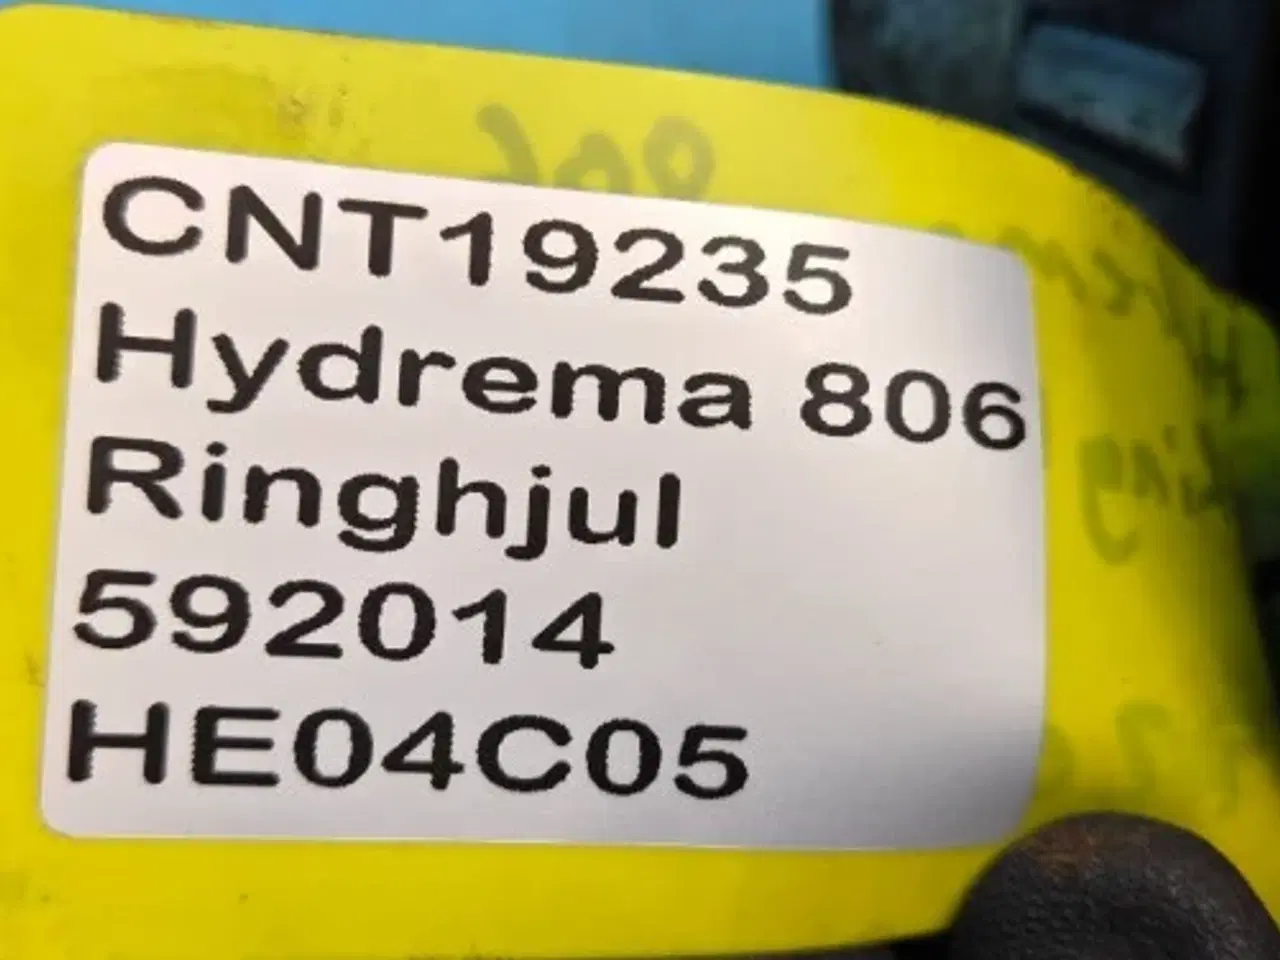 CNT19235
Hydrema 806
Ringhjul
592014
HE04C05